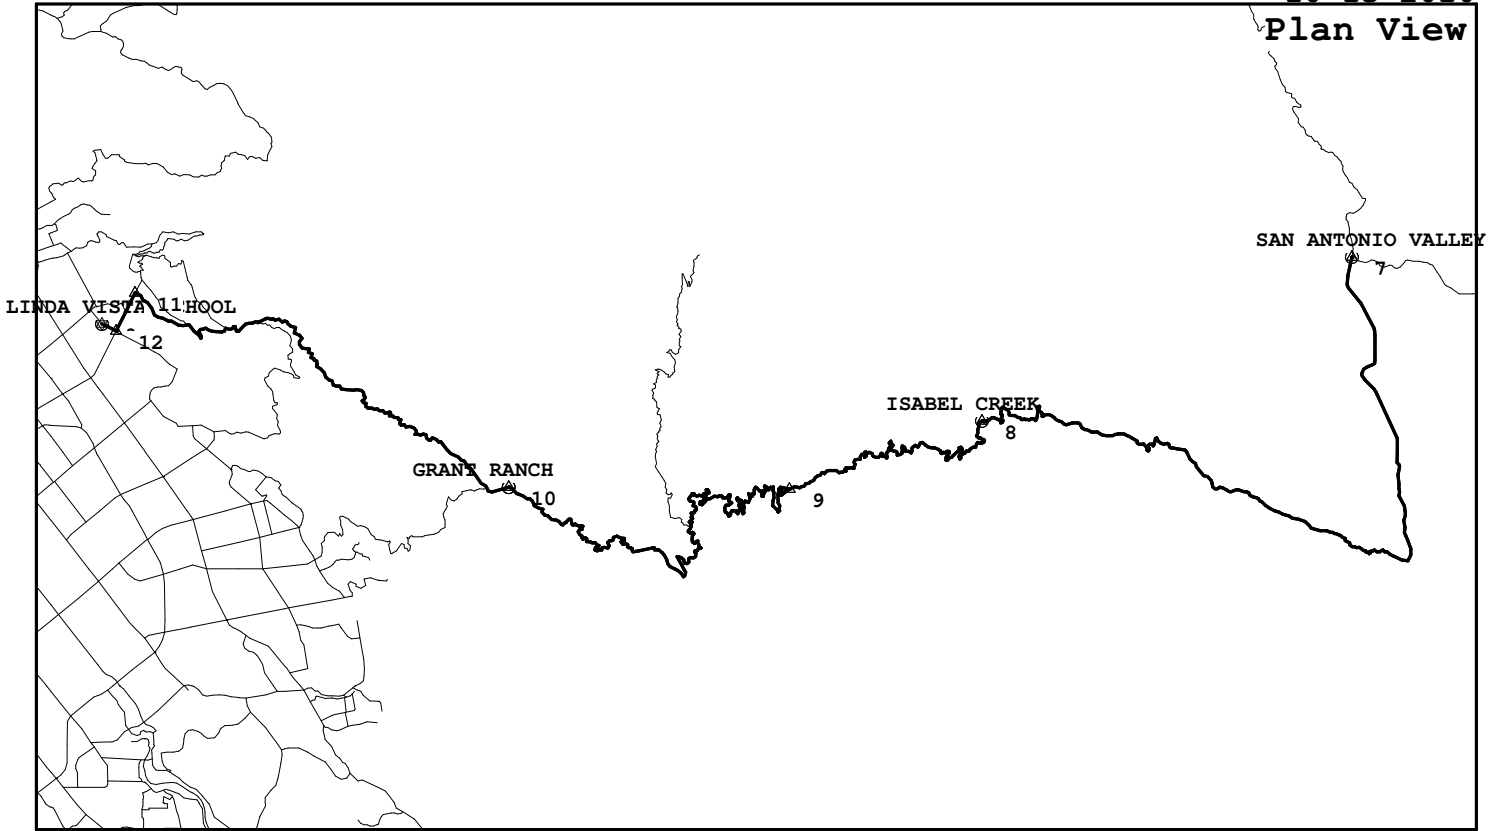 Plan View
SAN ANTONIO VALLEY
7
LINDA VISTA
11
HOOL
12
ISABEL CREEK
8
GRANT RANCH
10
9